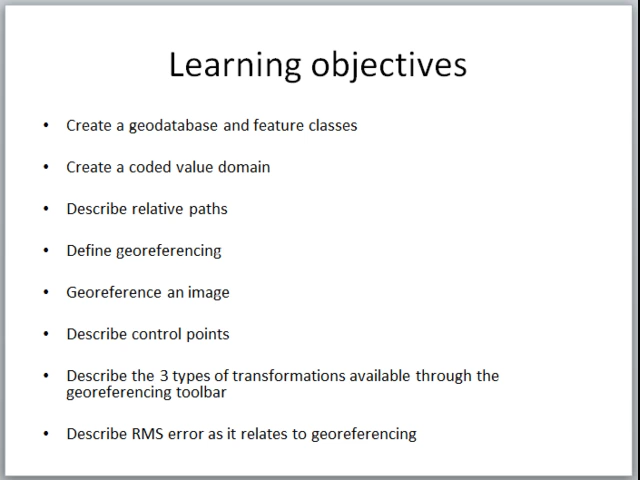 Learning objectives
• Create a geodatabase and feature classes
• Create a coded value domain
• Describe relative paths
• Define georeferencing
• Georeference an image
• Describe control points
• Describe the 3 types of transformations available through the
georeferencing toolbar
• Describe RMS error as it relates to georeferencing